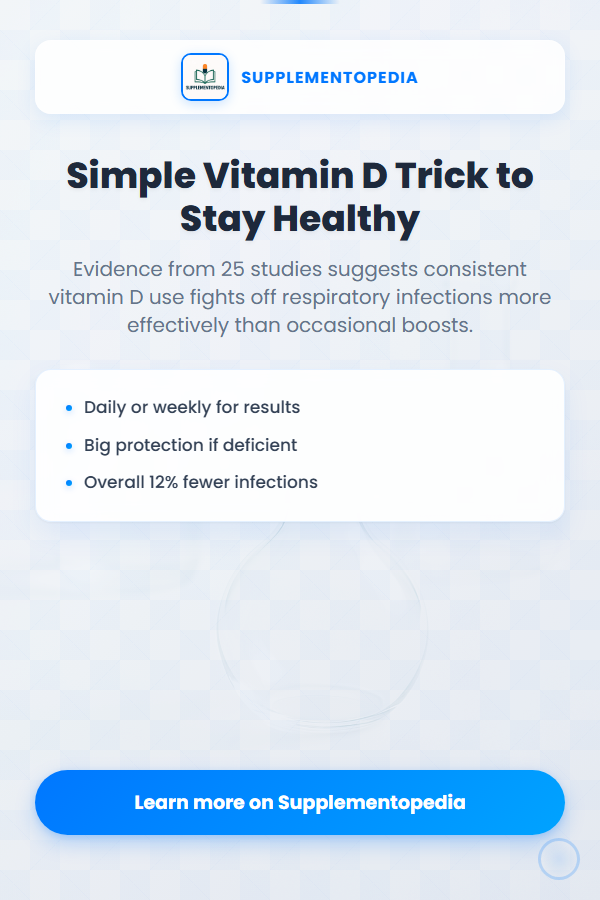 SUPPLEMENTOPEDIA
SUPPLEMENTOPEDIA
Simple Vitamin D Trick to
Stay Healthy
Evidence from 25 studies suggests consistent
vitamin D use fights off respiratory infections more
effectively than occasional boosts.
Daily or weekly for results
Big protection if deficient
Overall 12% fewer infections
Learn more on Supplementopedia